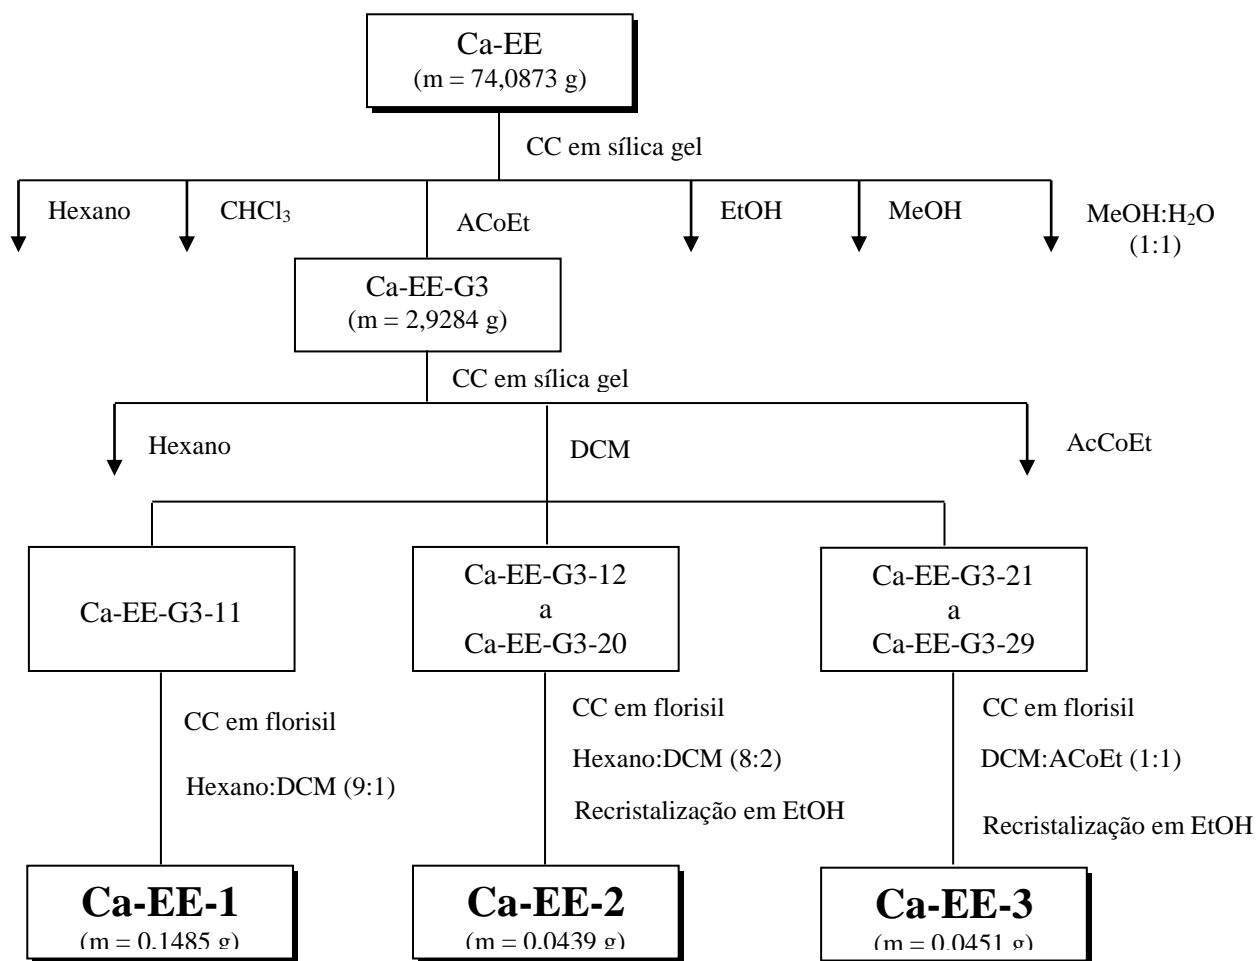 Ca-EE
(m = 74,0873 g)
CC em sílica gel
Hexano
CHCl₃
ACoEt
EtOH
MeOH
MeOH:H₂O
(1:1)
Ca-EE-G3
(m = 2,9284 g)
CC em sílica gel
Hexano
DCM
AcCoEt
Ca-EE-G3-11
Ca-EE-G3-12
a
Ca-EE-G3-20
Ca-EE-G3-21
a
Ca-EE-G3-29
CC em florisil
Hexano:DCM (9:1)
CC em florisil
Hexano:DCM (8:2)
Recristalização em EtOH
CC em florisil
DCM:ACoEt (1:1)
Recristalização em EtOH
Ca-EE-1
(m = 0,1485 g)
Ca-EE-2
(m = 0,0439 g)
Ca-EE-3
(m = 0,0451 g)